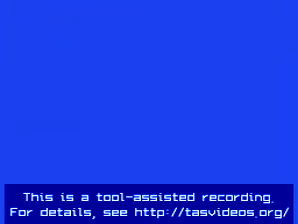 This is a tool-assisted recording.
For details, see http://tasvideos.org/